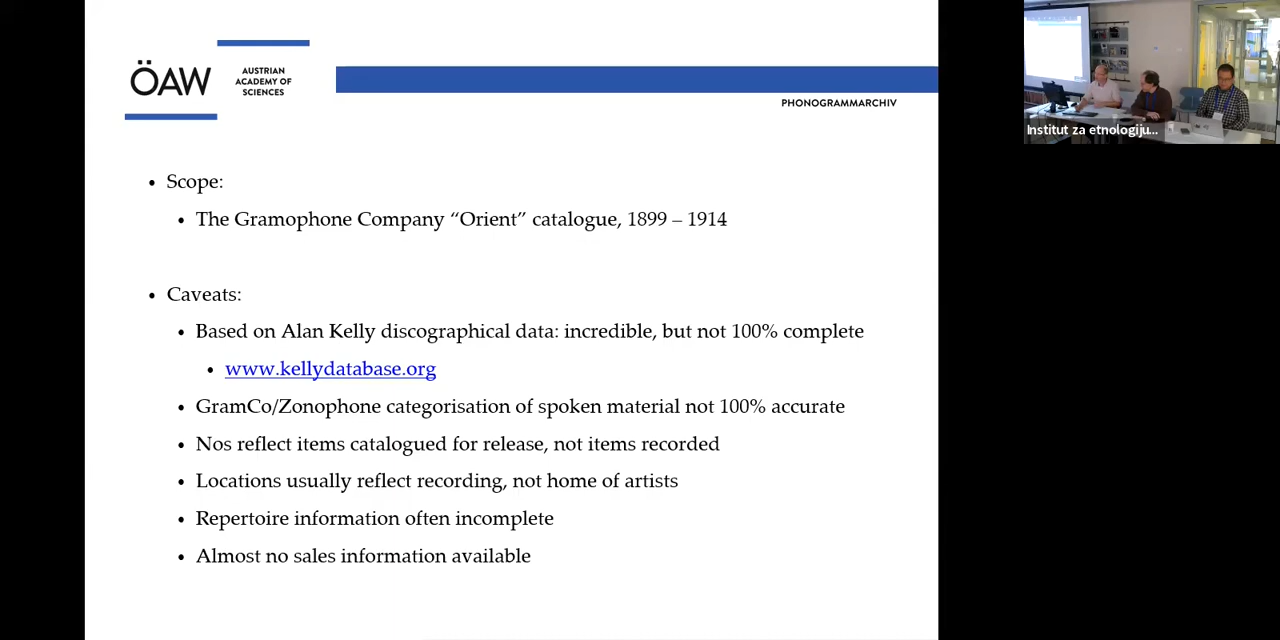 ÖAW
AUSTRIAN
ACADEMY OF
SCIENCES
PHONOGRAMMARCHIV
Institut za etnologiju...
• Scope:
• The Gramophone Company “Orient” catalogue, 1899 – 1914
• Caveats:
• Based on Alan Kelly discographical data: incredible, but not 100% complete
• www.kellydatabase.org
• GramCo/Zonophone categorisation of spoken material not 100% accurate
• Nos reflect items catalogued for release, not items recorded
• Locations usually reflect recording, not home of artists
• Repertoire information often incomplete
• Almost no sales information available